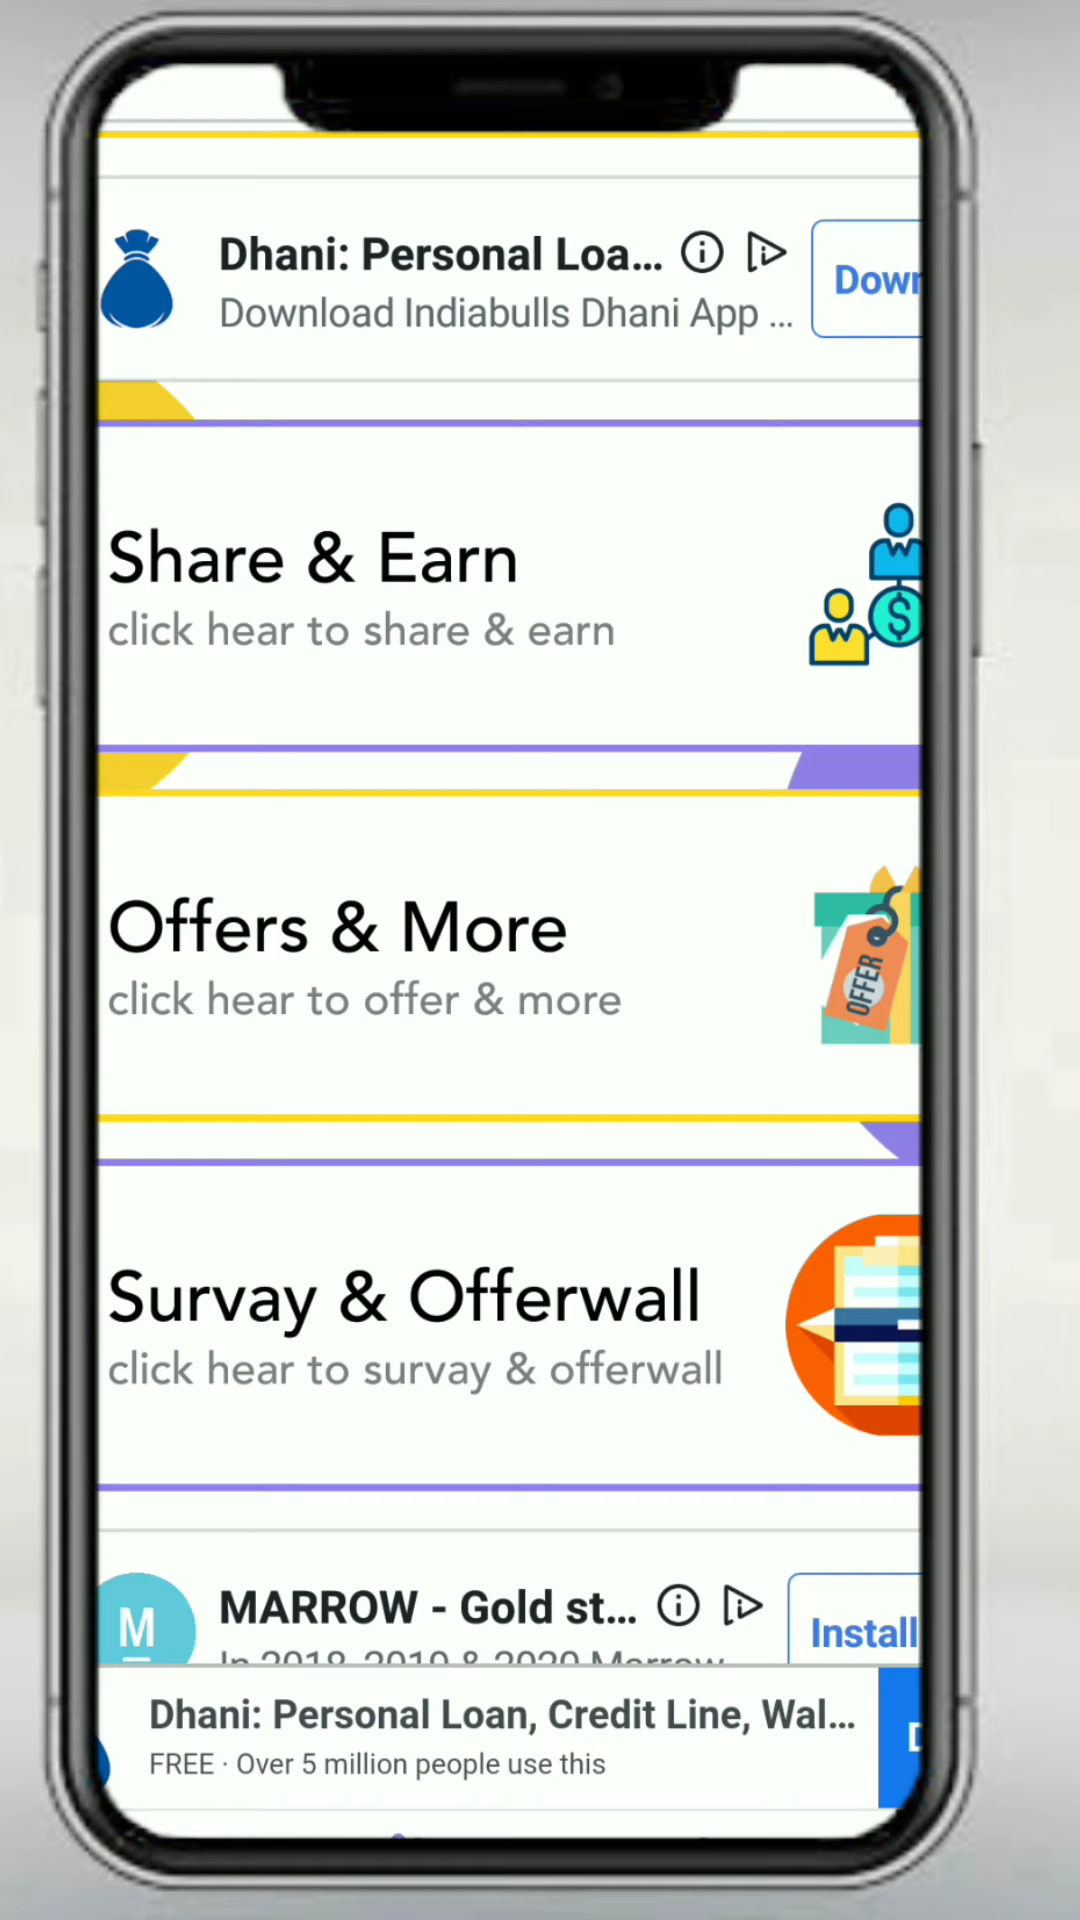 Dhani: Personal Loa...
Download Indiabulls Dhani App ...
Share & Earn
click hear to share & earn
Offers & More
click hear to offer & more
OFFER
Survay & Offerwall
click hear to survay & offerwall
M
MARROW - Gold st...
Install
In 2018, 2019 & 2020 Marrow
Dhani: Personal Loan, Credit Line, Wal...
FREE · Over 5 million people use this